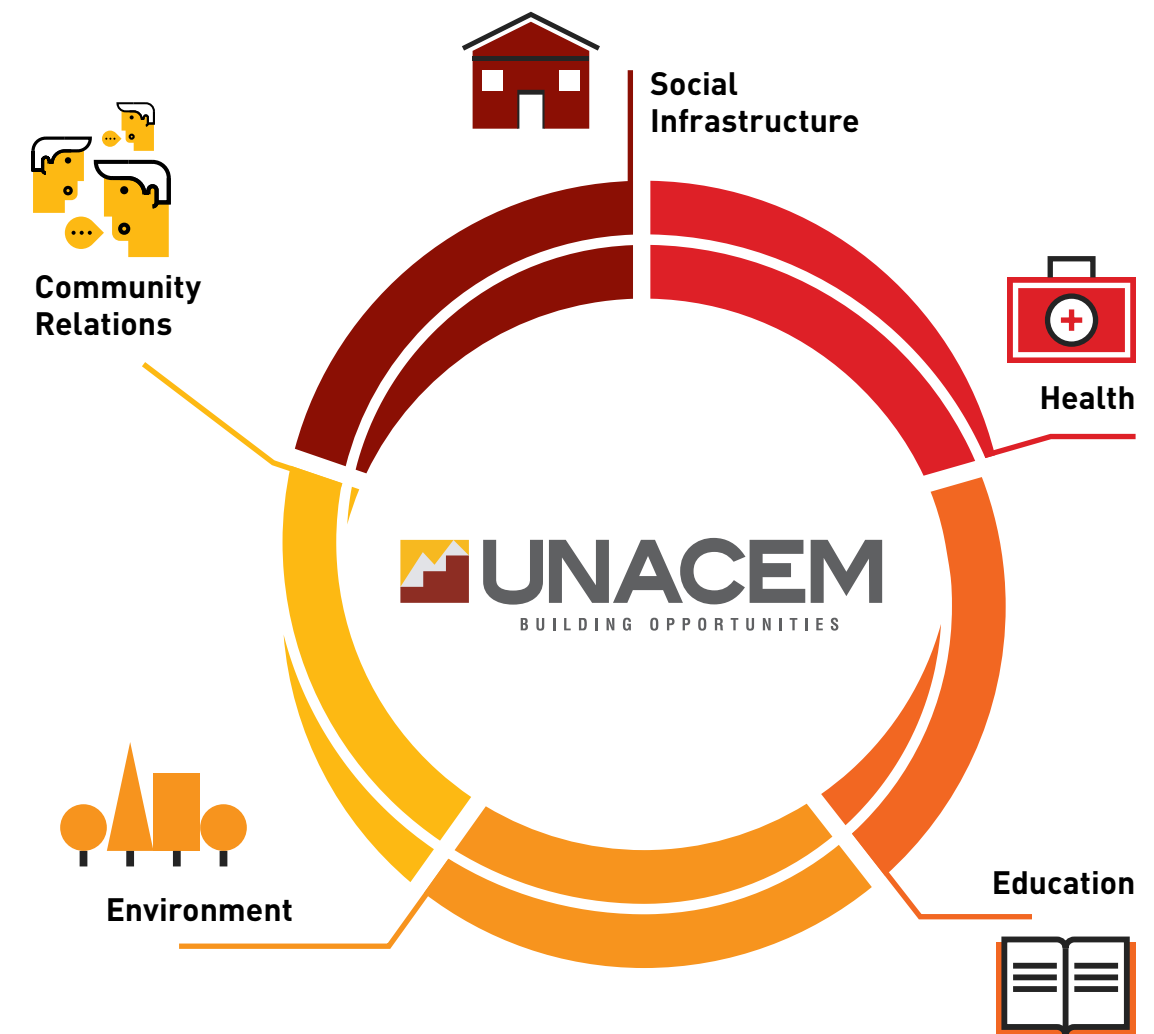 Social
Infrastructure
Community
Relations
Health
UNACEM
BUILDING OPPORTUNITIES
Education
Environment